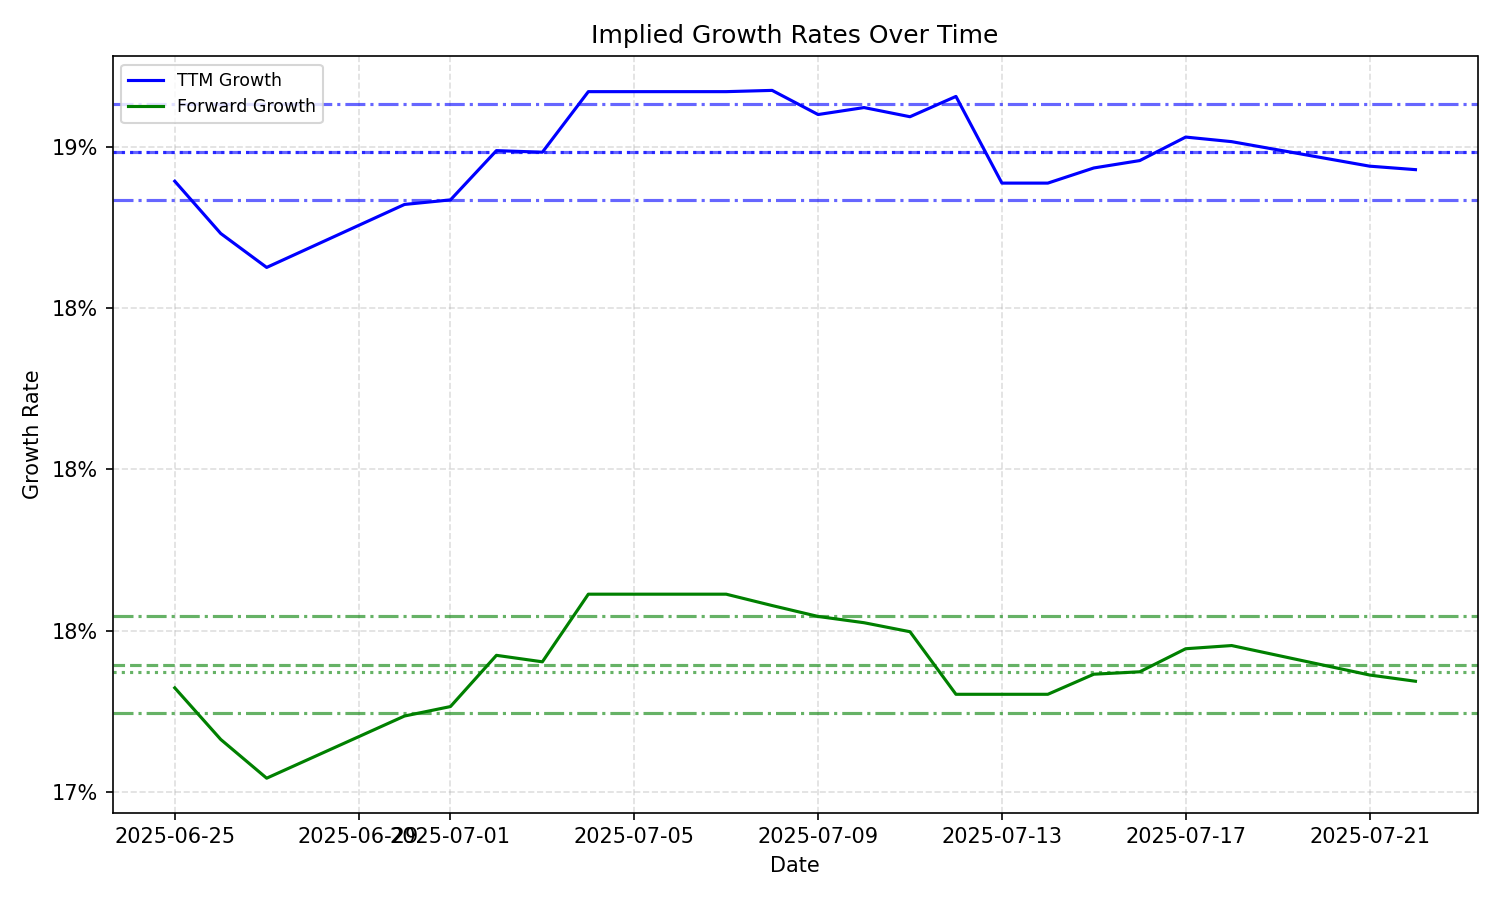 Implied Growth Rates Over Time
TTM Growth
Forward Growth
19%
18%
18%
18%
17%
Growth Rate
2025-06-25
2025-06-29
2025-07-01
2025-07-05
2025-07-09
2025-07-13
2025-07-17
2025-07-21
Date